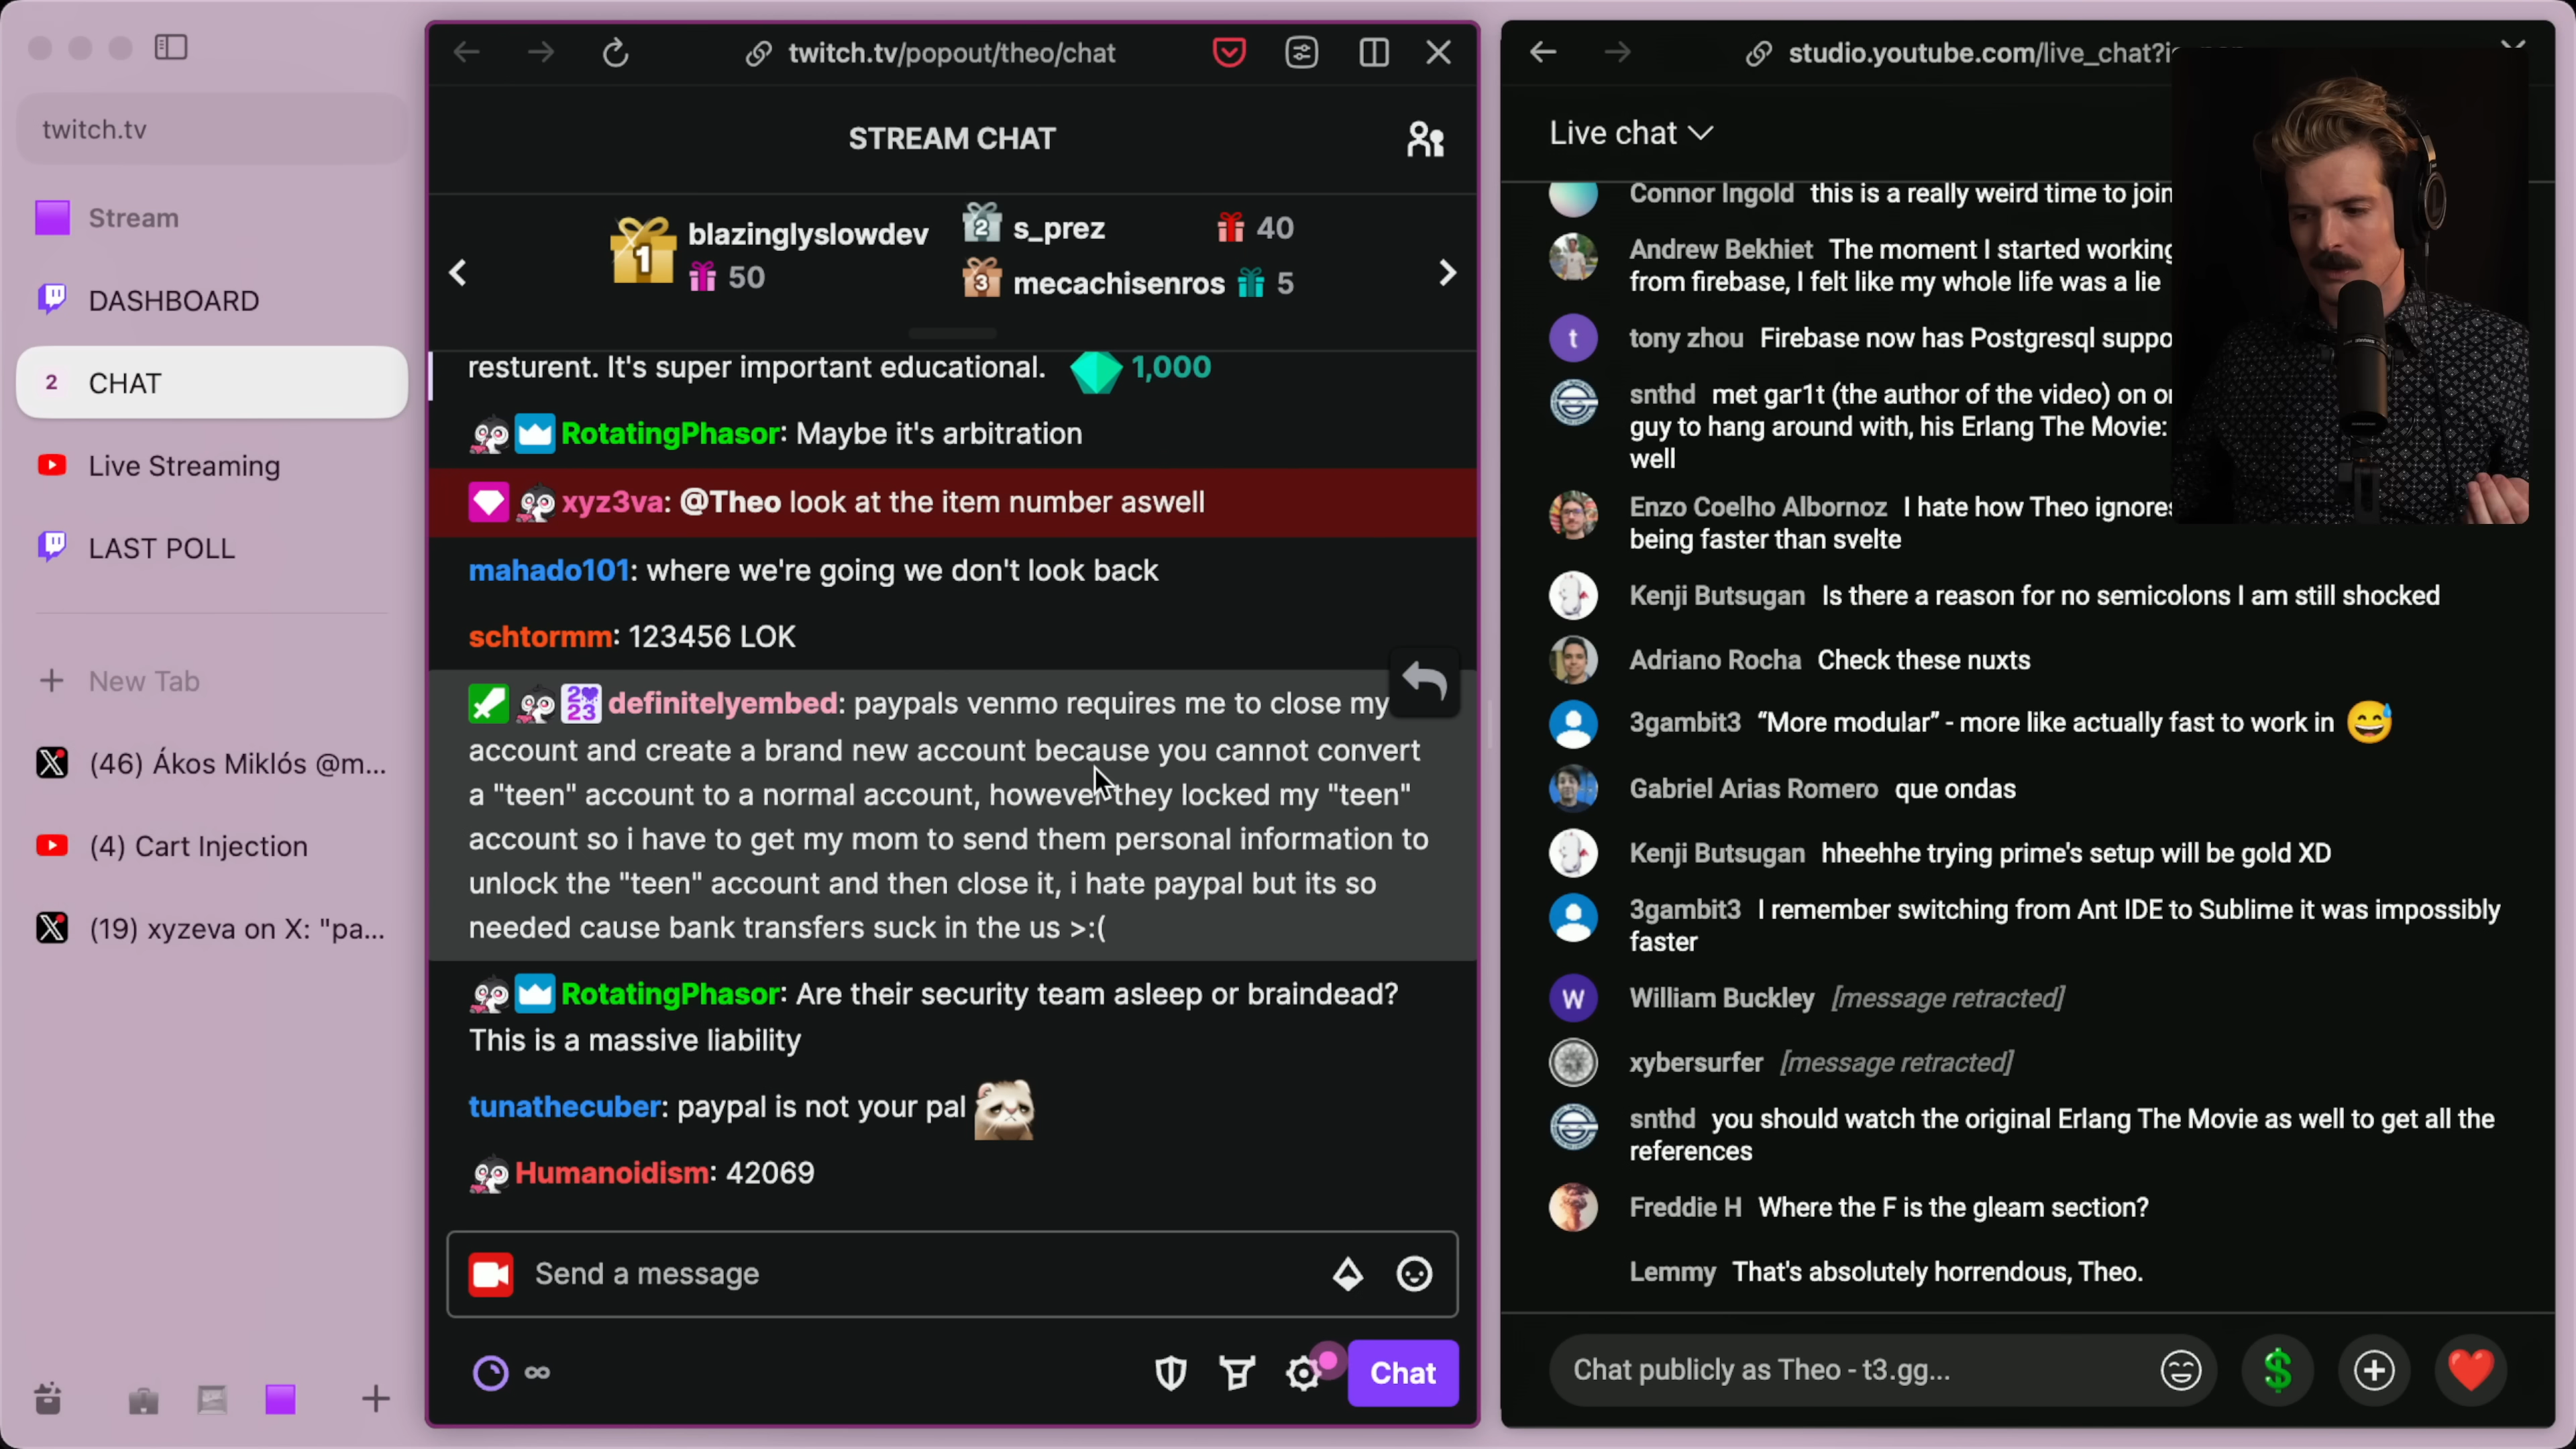 twitch.tv
Stream
DASHBOARD
2 CHAT
Live Streaming
LAST POLL
+ New Tab
(46) Ákos Miklós @m...
(4) Cart Injection
(19) xyzeva on X: "pa...
twitch.tv/popout/theo/chat
STREAM CHAT
1 blazinglyslowdev
50
2 s_prez 40
3 mecachisenros 5
resturent. It's super important educational. 1,000
RotatingPhasor: Maybe it's arbitration
xyz3va: @Theo look at the item number aswell
mahado101: where we're going we don't look back
schtormm: 123456 LOK
2023 definitelyembed: paypals venmo requires me to close my
account and create a brand new account because you cannot convert
a "teen" account to a normal account, however they locked my "teen"
account so i have to get my mom to send them personal information to
unlock the "teen" account and then close it, i hate paypal but its so
needed cause bank transfers suck in the us >:(
RotatingPhasor: Are their security team asleep or braindead?
This is a massive liability
tunathecuber: paypal is not your pal
Humanoidism: 42069
Send a message
∞
Chat
studio.youtube.com/live_chat?
Live chat
Connor Ingold this is a really weird time to join
Andrew Bekhiet The moment I started working
from firebase, I felt like my whole life was a lie
t tony zhou Firebase now has Postgresql suppo
snthd met gar1t (the author of the video) on
guy to hang around with, his Erlang The Movie:
well
Enzo Coelho Albornoz I hate how Theo ignores
being faster than svelte
Kenji Butsugan Is there a reason for no semicolons I am still shocked
Adriano Rocha Check these nuxts
3gambit3 “More modular” - more like actually fast to work in 😅
Gabriel Arias Romero que ondas
Kenji Butsugan hheehhe trying prime's setup will be gold XD
3gambit3 I remember switching from Ant IDE to Sublime it was impossibly
faster
W William Buckley [message retracted]
xybersurfer [message retracted]
snthd you should watch the original Erlang The Movie as well to get all the
references
Freddie H Where the F is the gleam section?
Lemmy That's absolutely horrendous, Theo.
Chat publicly as Theo - t3.gg...